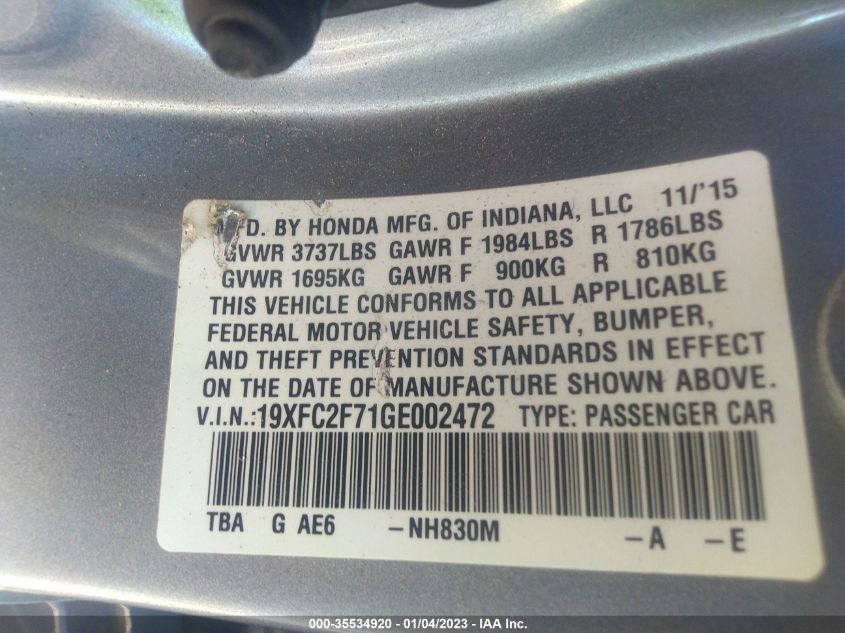 MFD. BY HONDA MFG. OF INDIANA, LLC 11/'15
GVWR 3737LBS GAWR F 1984LBS R 1786LBS
GVWR 1695KG GAWR F 900KG R 810KG
THIS VEHICLE CONFORMS TO ALL APPLICABLE
FEDERAL MOTOR VEHICLE SAFETY, BUMPER,
AND THEFT PREVENTION STANDARDS IN EFFECT
ON THE DATE OF MANUFACTURE SHOWN ABOVE.
V.I.N.:19XFC2F71GE002472 TYPE: PASSENGER CAR
TBA G AE6 -NH830M -A -E
000-35534920 - 01/04/2023 - © IAA Inc.